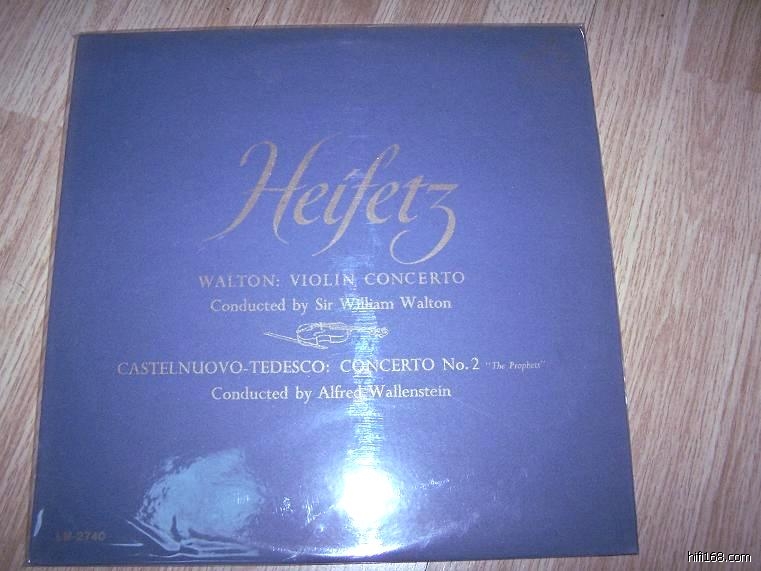 Heifetz
WALTON: VIOLIN CONCERTO
Conducted by Sir William Walton
CASTELNUOVO-TEDESCO: CONCERTO No. 2 "The Prophets"
Conducted by Alfred Wallenstein
LM-2740
hifi168.com